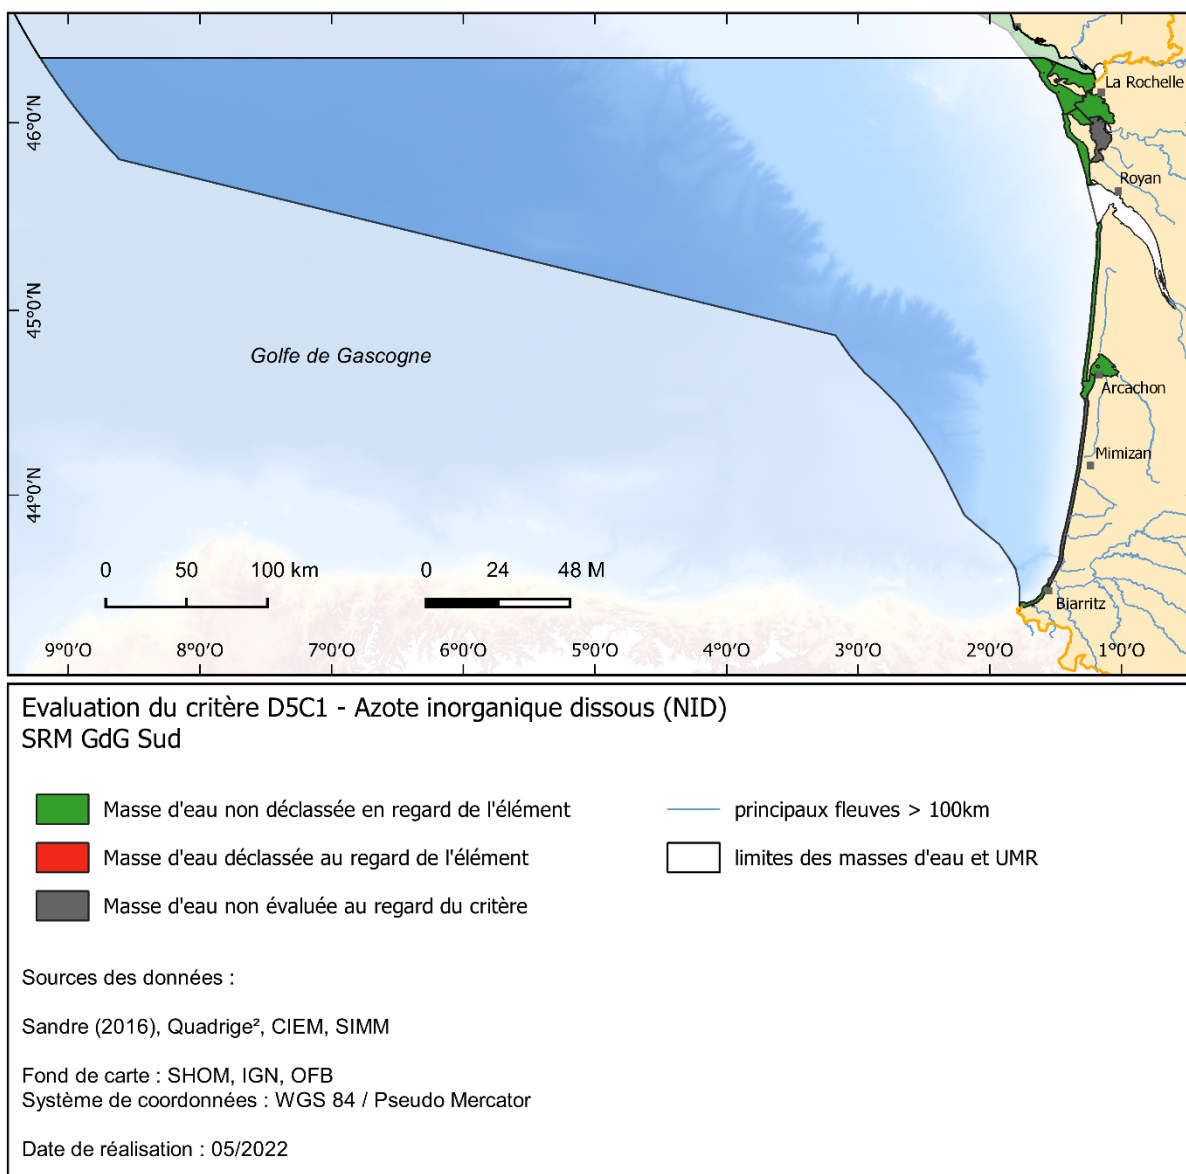 La Rochelle
46°0'N
Royan
45°0'N
Golfe de Gascogne
Arcachon
Mimizan
44°0'N
0 50 100 km 0 24 48 M
Biarritz
9°0'O 8°0'O 7°0'O 6°0'O 5°0'O 4°0'O 3°0'O 2°0'O 1°0'O
Evaluation du critère D5C1 - Azote inorganique dissous (NID)
SRM GdG Sud
Masse d'eau non déclassée en regard de l'élément
Masse d'eau déclassée au regard de l'élément
Masse d'eau non évaluée au regard du critère
principaux fleuves > 100km
limites des masses d'eau et UMR
Sources des données :
Sandre (2016), Quadrige², CIEM, SIMM
Fond de carte : SHOM, IGN, OFB
Système de coordonnées : WGS 84 / Pseudo Mercator
Date de réalisation : 05/2022